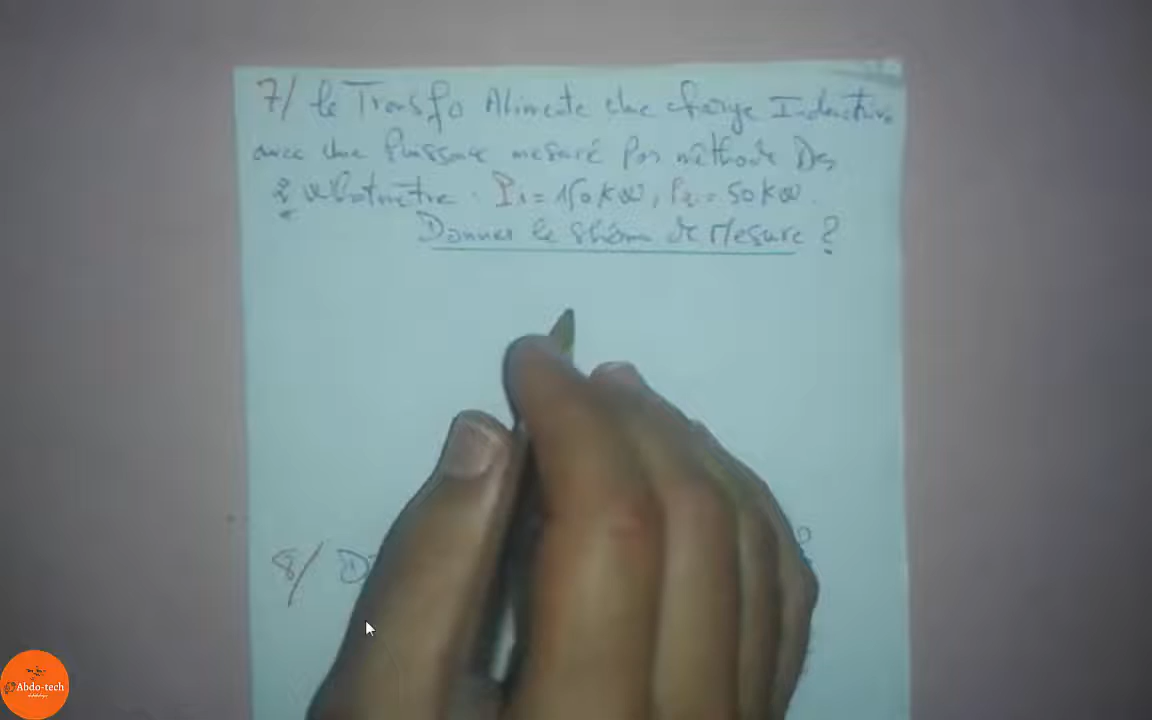 7/ le Transfo Alimente Une charge Inductive
avec Une Puissance mesuré Par méthode Des
2 Wattmètre. P1 = 150 KW, P2 = 50 KW.
Donner le shéma de Mesure ?
8/ D
Abdo-tech